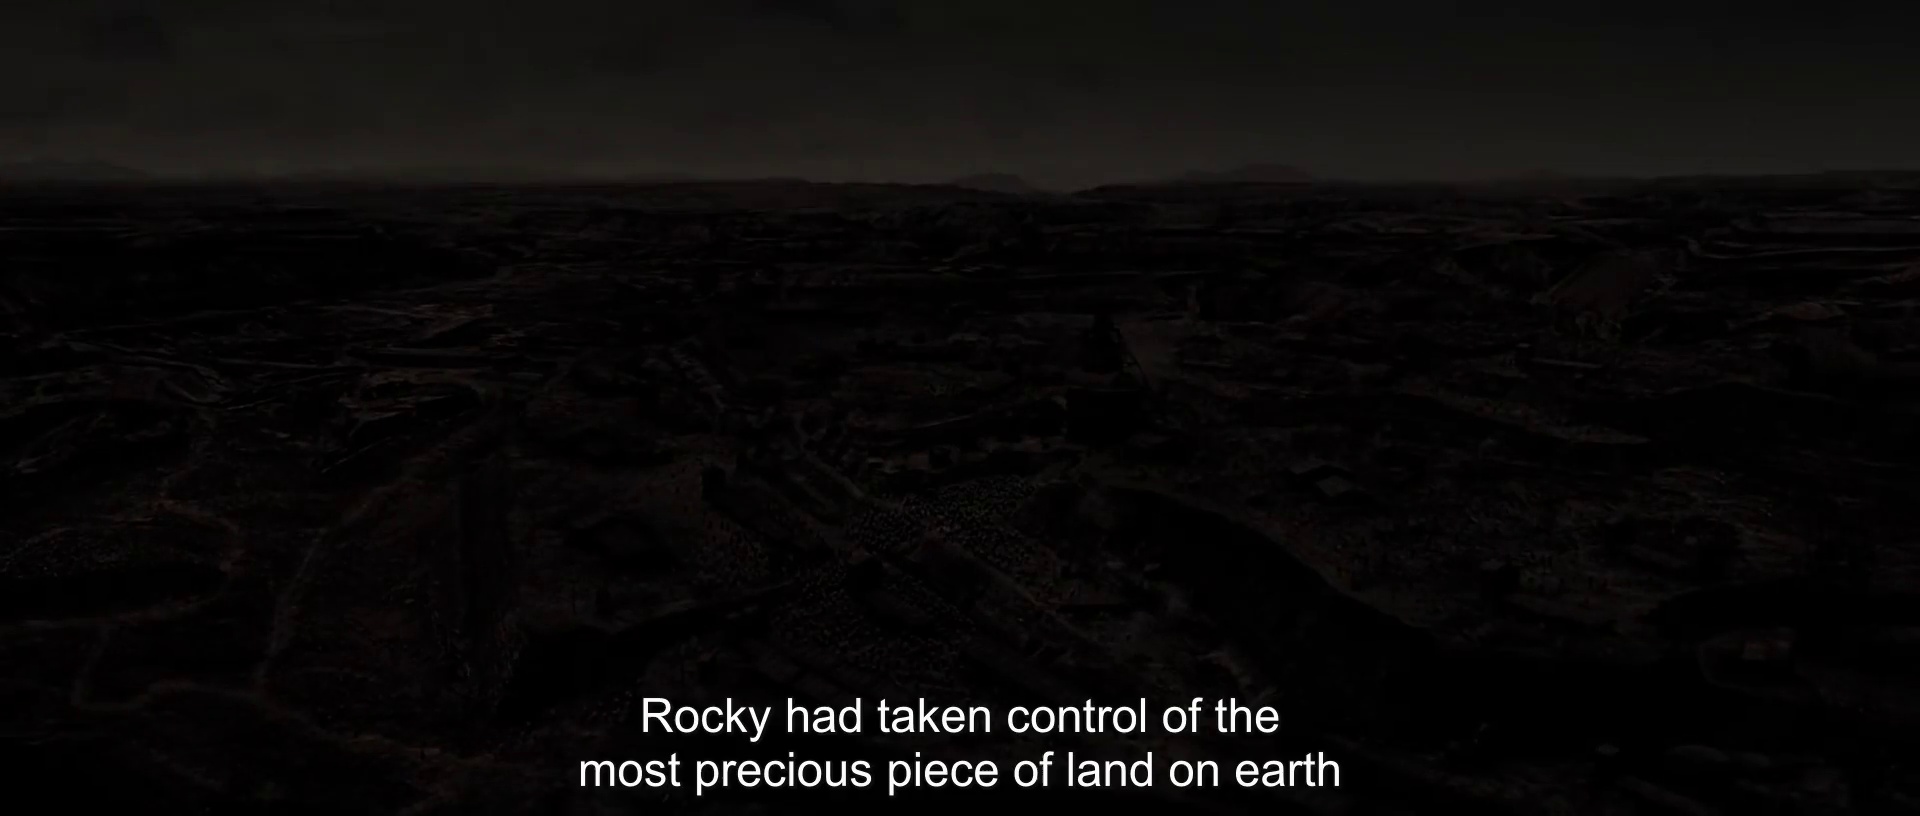 Rocky had taken control of the
most precious piece of land on earth